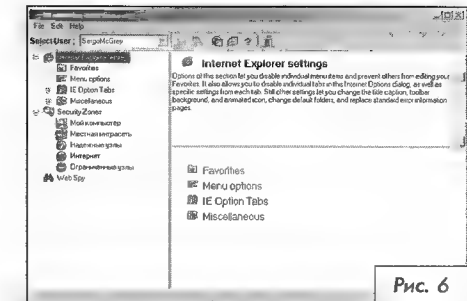 File Edit Help
Select User: SergoMcGrey
Favorites
Menu options
IE Option Tabs
Miscellaneous
Security Zones
Мой компьютер
Местная интрасеть
Надежные узлы
Интернет
Ограниченные узлы
Web Spy
Internet Explorer settings
Options of this section let you disable individual menu items and prevent others from editing your
Favorites. It also allows you to disable individual tabs in the Internet Options dialog, as well as
specific settings from each tab. Still other settings let you change the title caption, toolbar
background, and animated icon, change default folders, and replace standard error information
pages.
Favorites
Menu options
IE Option Tabs
Miscellaneous
Рис. 6